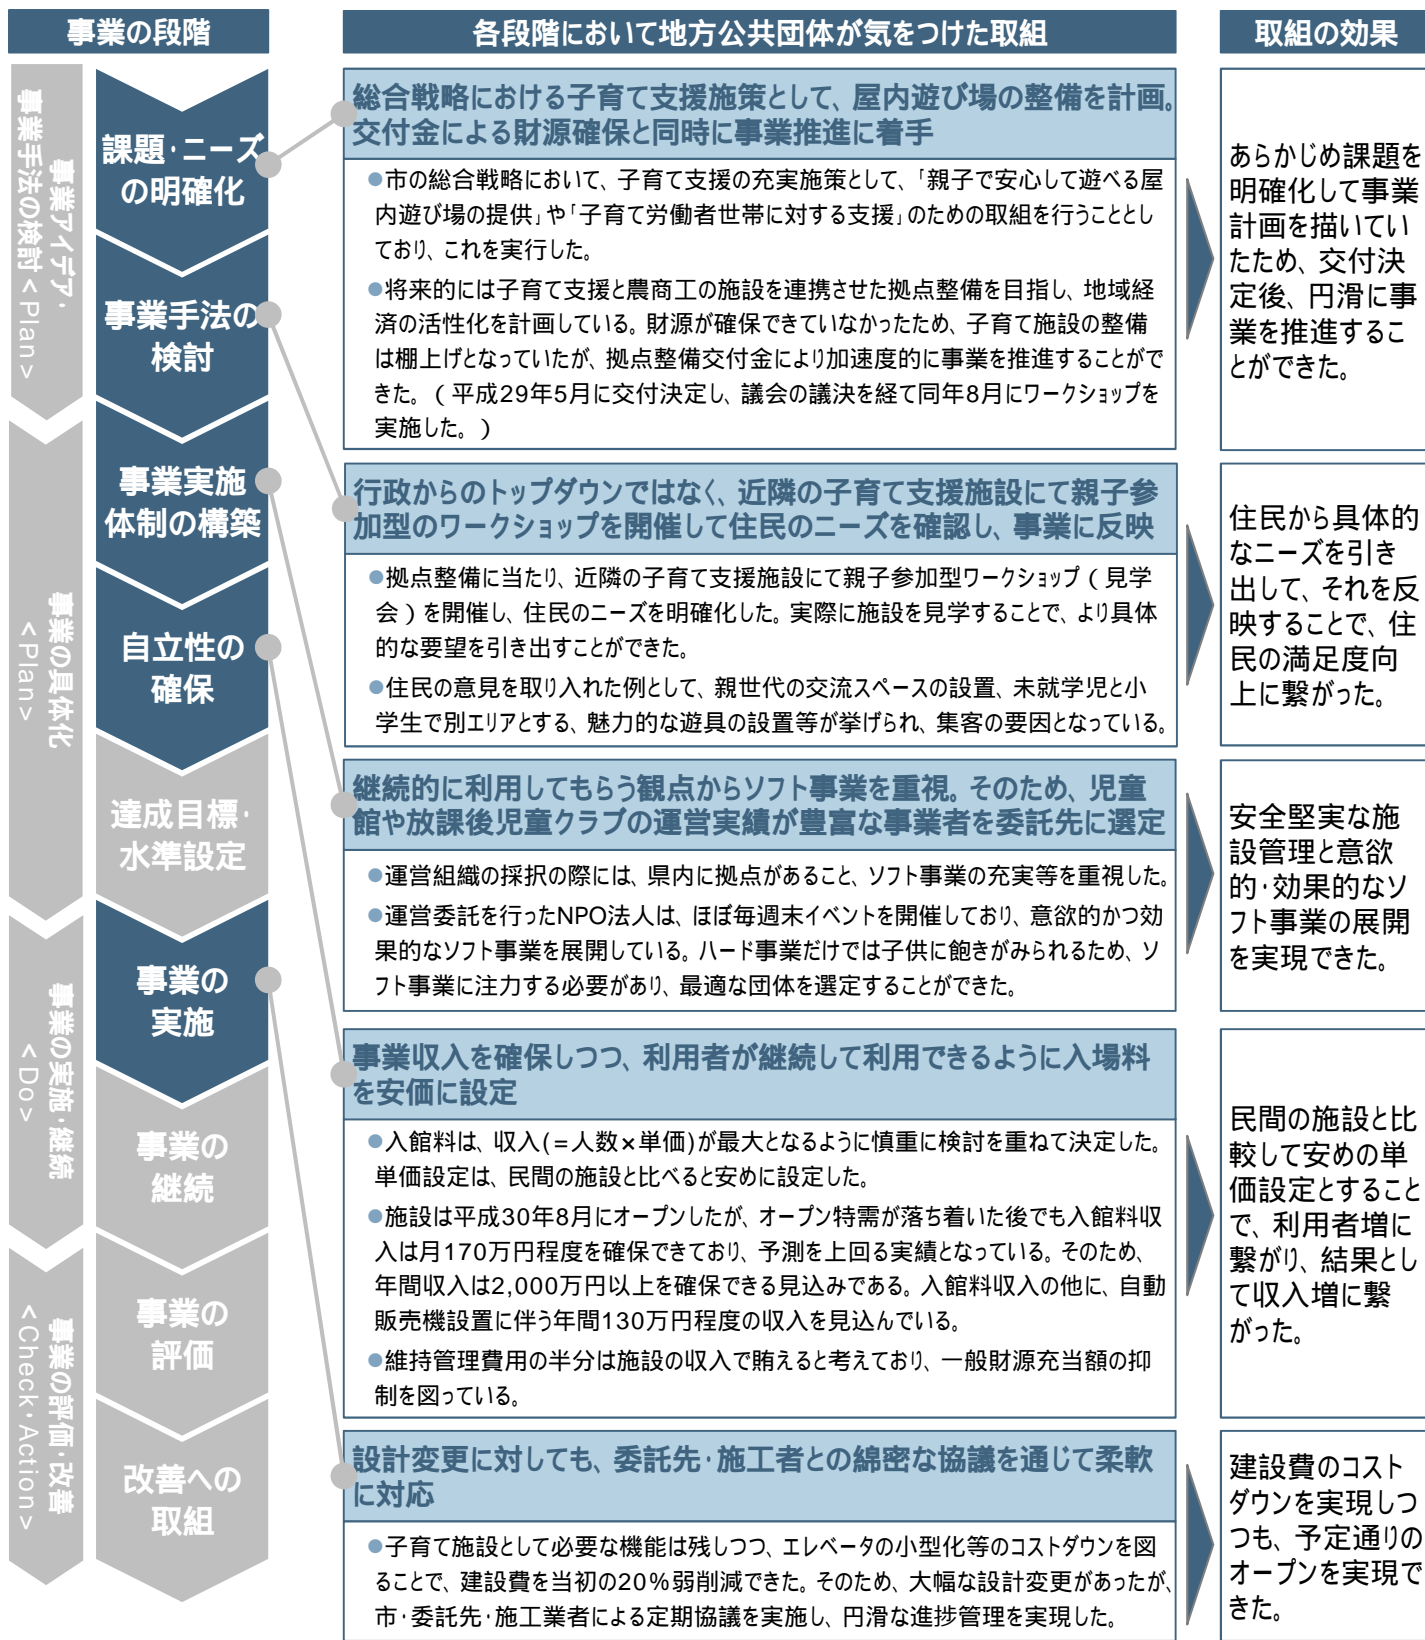 事業の段階
各段階において地方公共団体が気をつけた取組
取組の効果
事業アイデア・
事業手法の検討<Plan>
事業の具体化
<Plan>
事業の実施・継続
<Do>
事業の評価・改善
<Check・Action>
課題・ニーズ
の明確化
事業手法の
検討
事業実施
体制の構築
自立性の
確保
達成目標・
水準設定
事業の
実施
事業の
継続
事業の
評価
改善への
取組
総合戦略における子育て支援施策として、屋内遊び場の整備を計画。
交付金による財源確保と同時に事業推進に着手
●市の総合戦略において、子育て支援の充実施策として、「親子で安心して遊べる屋
内遊び場の提供」や「子育て労働者世帯に対する支援」のための取組を行うこととし
ており、これを実行した。
●将来的には子育て支援と農商工の施設を連携させた拠点整備を目指し、地域経
済の活性化を計画している。財源が確保できていなかったため、子育て施設の整備
は棚上げとなっていたが、拠点整備交付金により加速度的に事業を推進することがで
きた。(平成29年5月に交付決定し、議会の議決を経て同年8月にワークショップを
実施した。)
あらかじめ課題を
明確化して事業
計画を描いてい
たため、交付決
定後、円滑に事
業を推進するこ
とができた。
行政からのトップダウンではなく、近隣の子育て支援施設にて親子参
加型のワークショップを開催して住民のニーズを確認し、事業に反映
●拠点整備に当たり、近隣の子育て支援施設にて親子参加型ワークショップ(見学
会)を開催し、住民のニーズを明確化した。実際に施設を見学することで、より具体
的な要望を引き出すことができた。
●住民の意見を取り入れた例として、親世代の交流スペースの設置、未就学児と小
学生で別エリアとする、魅力的な遊具の設置等が挙げられ、集客の要因となっている。
住民から具体的
なニーズを引き
出して、それを反
映することで、住
民の満足度向
上に繋がった。
継続的に利用してもらう観点からソフト事業を重視。そのため、児童
館や放課後児童クラブの運営実績が豊富な事業者を委託先に選定
●運営組織の採択の際には、県内に拠点があること、ソフト事業の充実等を重視した。
●運営委託を行ったNPO法人は、ほぼ毎週末イベントを開催しており、意欲的かつ効
果的なソフト事業を展開している。ハード事業だけでは子供に飽きがみられるため、ソ
フト事業に注力する必要があり、最適な団体を選定することができた。
安全堅実な施
設管理と意欲
的・効果的なソ
フト事業の展開
を実現できた。
事業収入を確保しつつ、利用者が継続して利用できるように入場料
を安価に設定
●入館料は、収入(=人数×単価)が最大となるように慎重に検討を重ねて決定した。
単価設定は、民間の施設と比べると安めに設定した。
●施設は平成30年8月にオープンしたが、オープン特需が落ち着いた後でも入館料収
入は月170万円程度を確保できており、予測を上回る実績となっている。そのため、
年間収入は2,000万円以上を確保できる見込みである。入館料収入の他に、自動
販売機設置に伴う年間130万円程度の収入を見込んでいる。
●維持管理費用の半分は施設の収入で賄えると考えており、一般財源充当額の抑
制を図っている。
民間の施設と比
較して安めの単
価設定とすること
で、利用者増に
繋がり、結果とし
て収入増に繋
がった。
設計変更に対しても、委託先・施工者との綿密な協議を通じて柔軟
に対応
●子育て施設として必要な機能は残しつつ、エレベータの小型化等のコストダウンを図
ることで、建設費を当初の20%弱削減できた。そのため、大幅な設計変更があったが、
市・委託先・施工業者による定期協議を実施し、円滑な進捗管理を実現した。
建設費のコスト
ダウンを実現しつ
つも、予定通りの
オープンを実現で
きた。